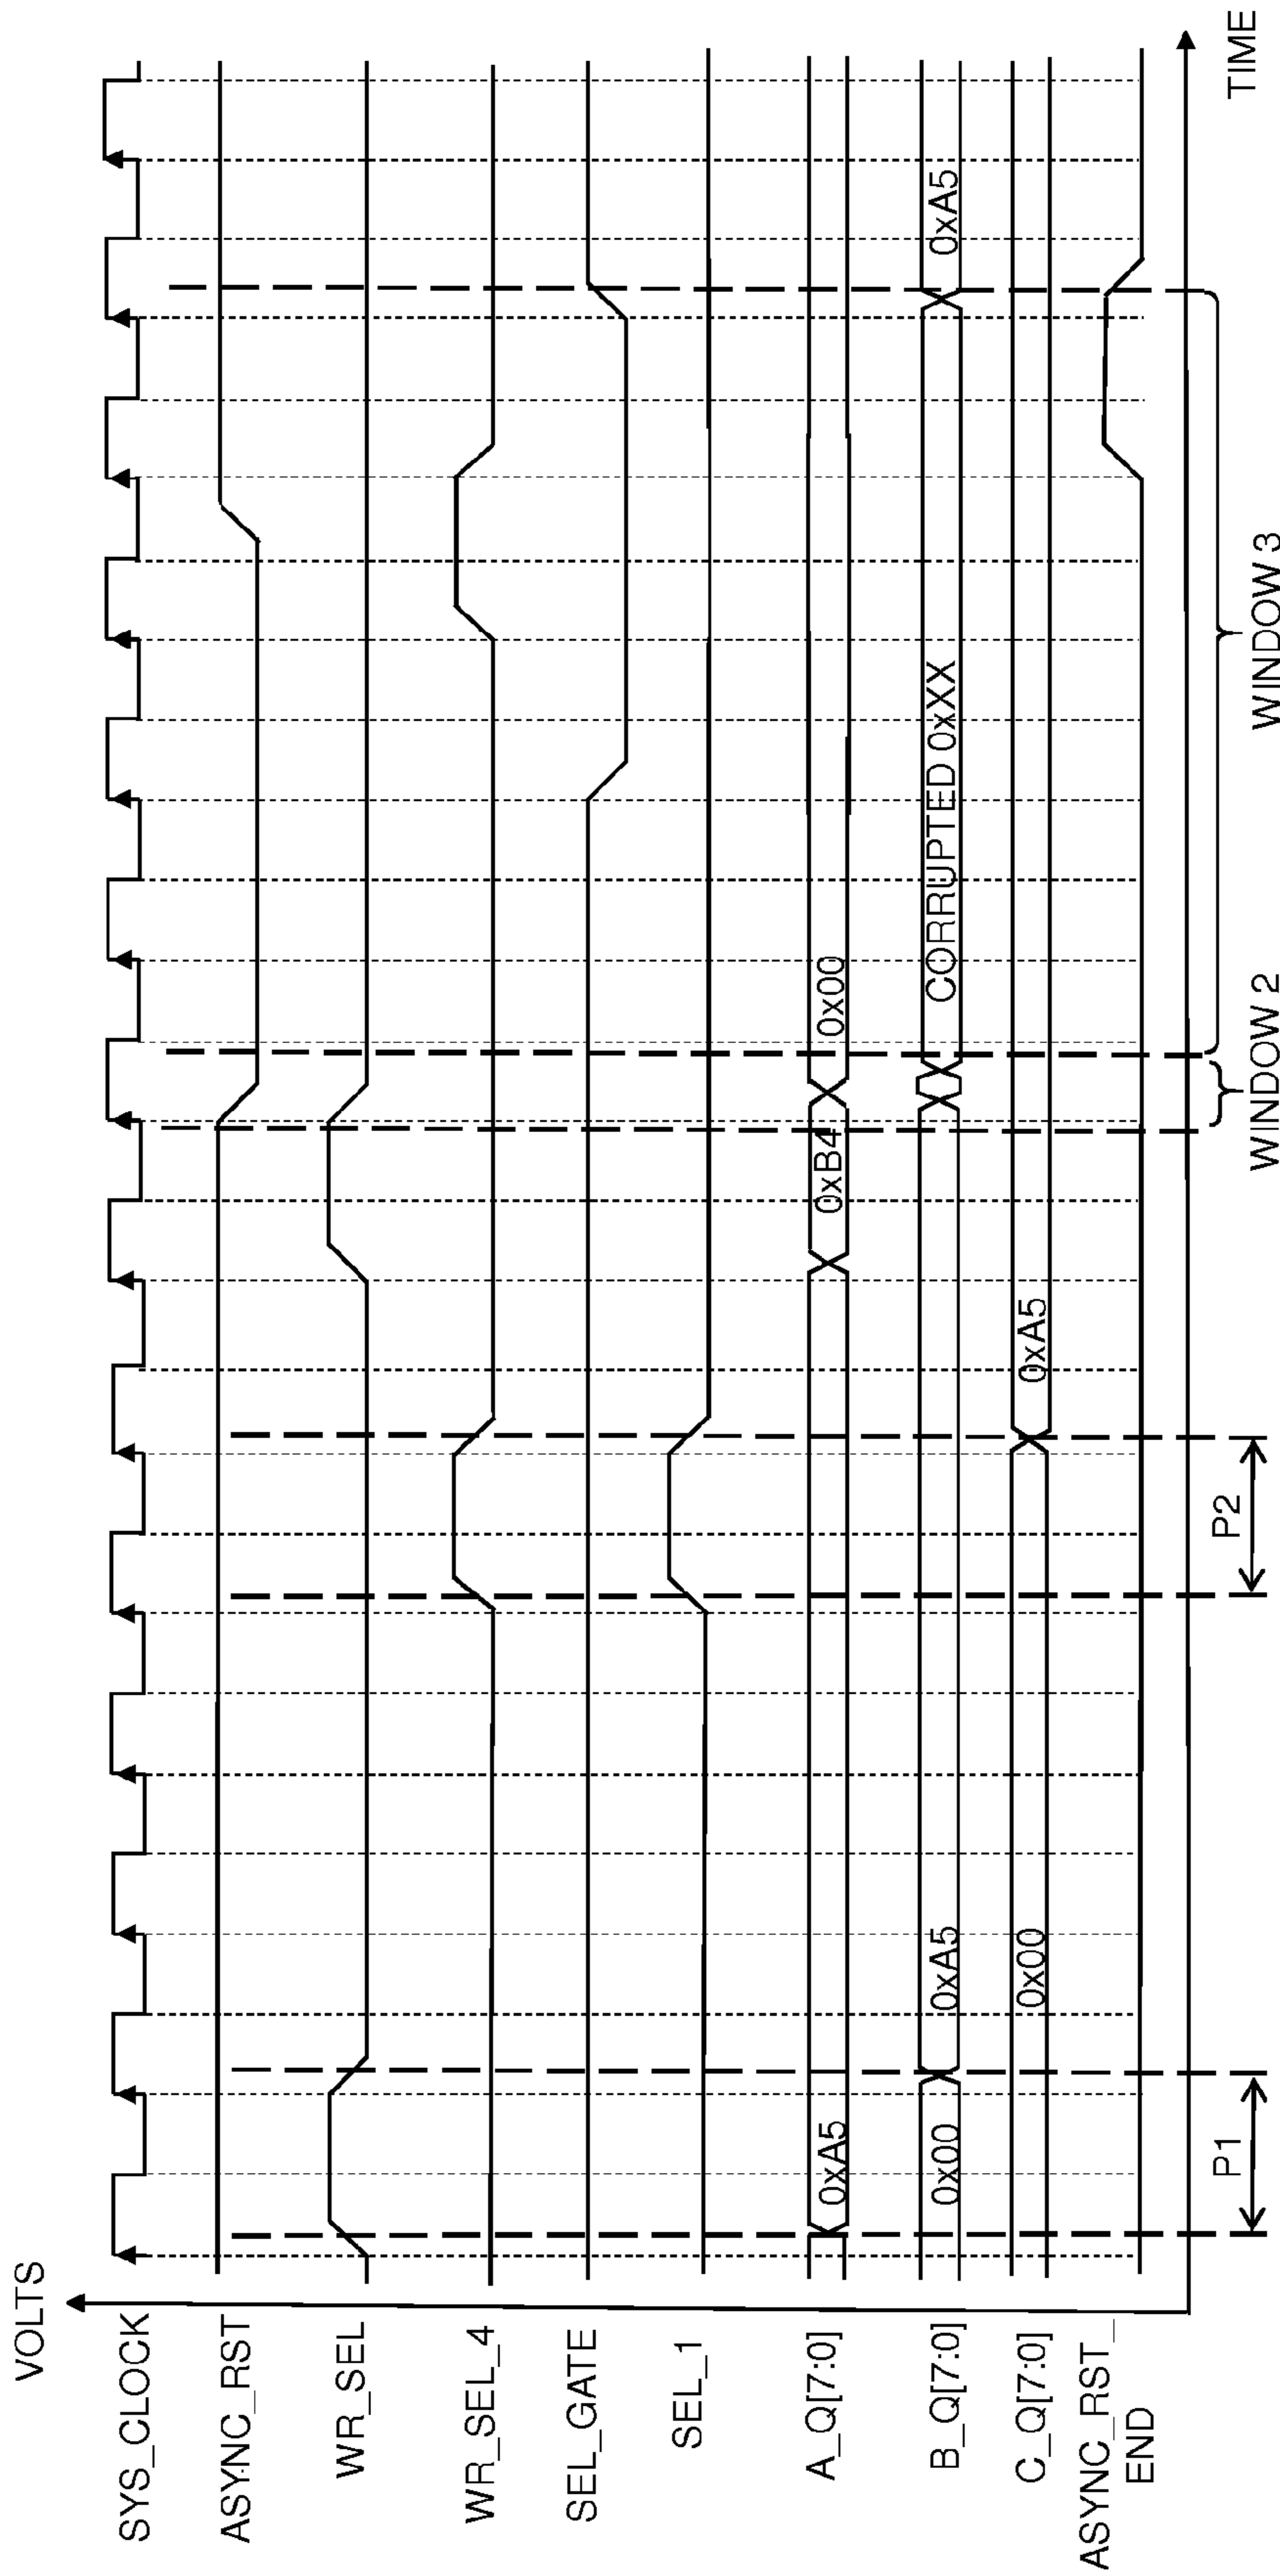 VOLTS
SYS_CLOCK
ASYNC_RST
WR_SEL
WR_SEL_4
SEL_GATE
SEL_1
A_Q[7:0]
0xA5
0xB4
0x00
B_Q[7:0]
0x00
0xA5
CORRUPTED 0xXX
0xA5
C_Q[7:0]
0x00
0xA5
ASYNC_RST_
END
TIME
P1
P2
WINDOW 2
WINDOW 3